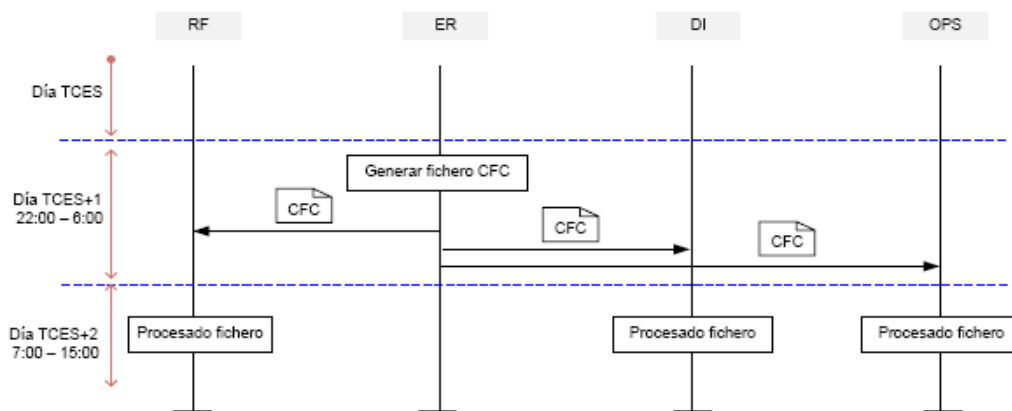 RF
ER
DI
OPS
Día TCES
Generar fichero CFC
Día TCES+1
22:00 – 6:00
CFC
CFC
CFC
Día TCES+2
7:00 – 15:00
Procesado fichero
Procesado fichero
Procesado fichero